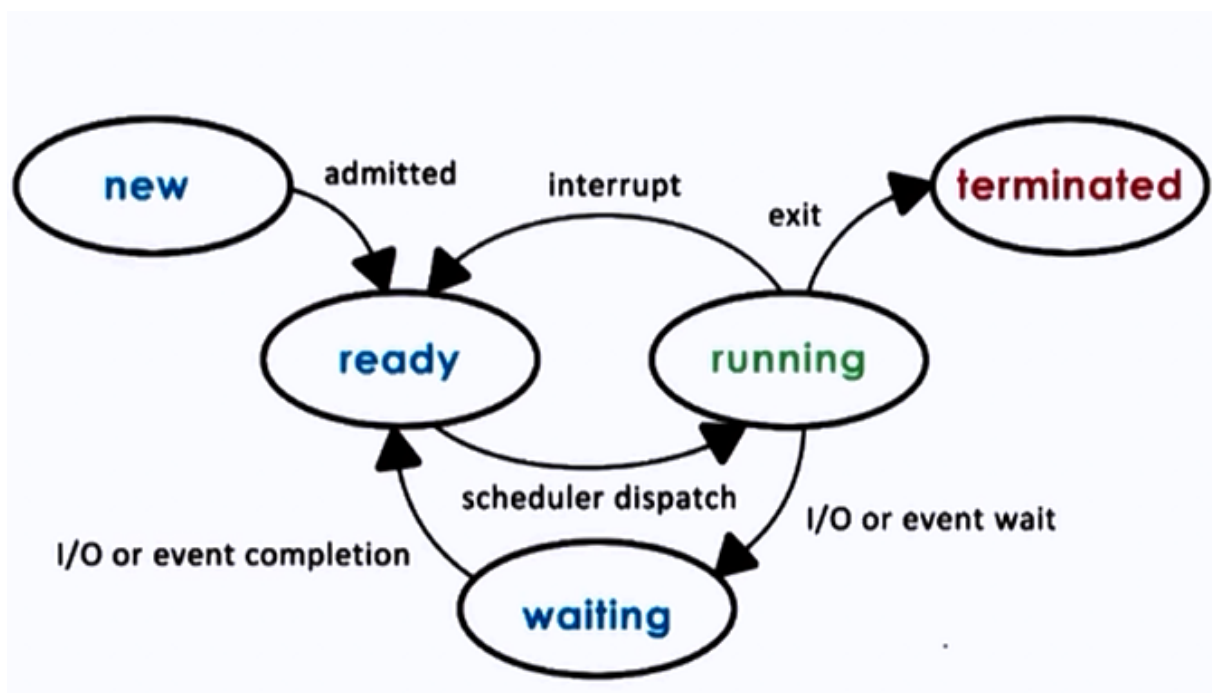 new
admitted
interrupt
exit
terminated
ready
running
scheduler dispatch
I/O or event wait
I/O or event completion
waiting